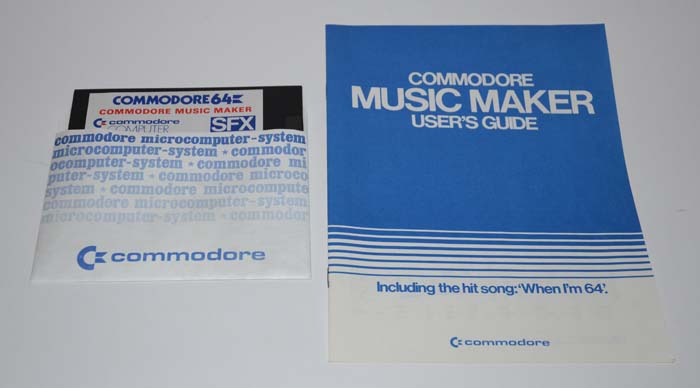 COMMODORE 64
COMMODORE MUSIC MAKER
commodore
COMPUTER
SFX
commodore microcomputer-system
microcomputer-system * commodor
ocomputer-system * commodore mi
puter-system * commodore microco
system * commodore microcompute
commodore microcomputer-system
microcomputer-system * commodor
commodore
COMMODORE
MUSIC MAKER
USER'S GUIDE
Including the hit song:'When I'm 64'.
commodore